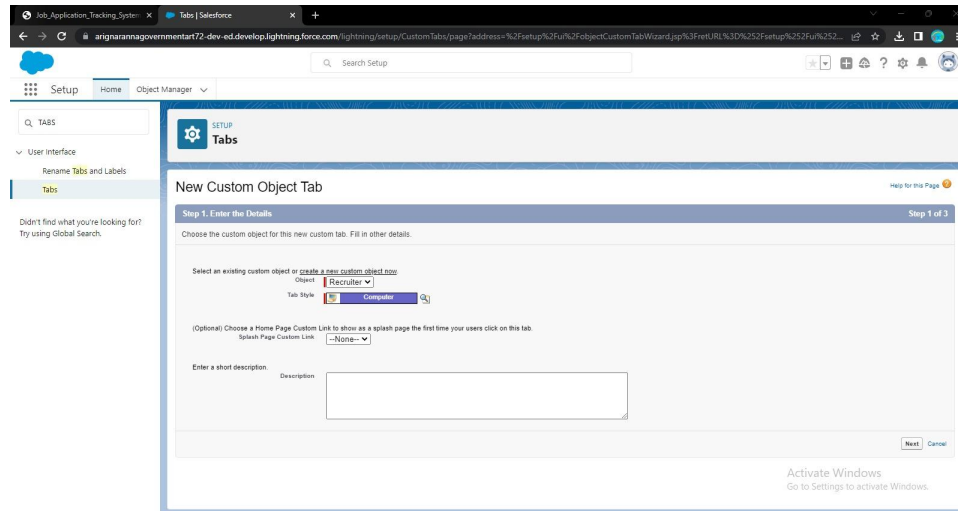 Job_Application_Tracking_System
Tabs | Salesforce
arignarannagovernmentart72-dev-ed.develop.lightning.force.com/lightning/setup/CustomTabs/page?address=%2Fsetup%2Fui%2FobjectCustomTabWizard.jsp%3FretURL%3D%252Fsetup%252Fui%252...
Search Setup
Setup Home Object Manager
TABS
User Interface
Rename Tabs and Labels
Tabs
Didn't find what you're looking for?
Try using Global Search.
SETUP
Tabs
New Custom Object Tab
Help for this Page
Step 1. Enter the Details Step 1 of 3
Choose the custom object for this new custom tab. Fill in other details.
Select an existing custom object or create a new custom object now.
Object Recruiter
Tab Style Computer
(Optional) Choose a Home Page Custom Link to show as a splash page the first time your users click on this tab.
Splash Page Custom Link --None--
Enter a short description.
Description
Next Cancel
Activate Windows
Go to Settings to activate Windows.